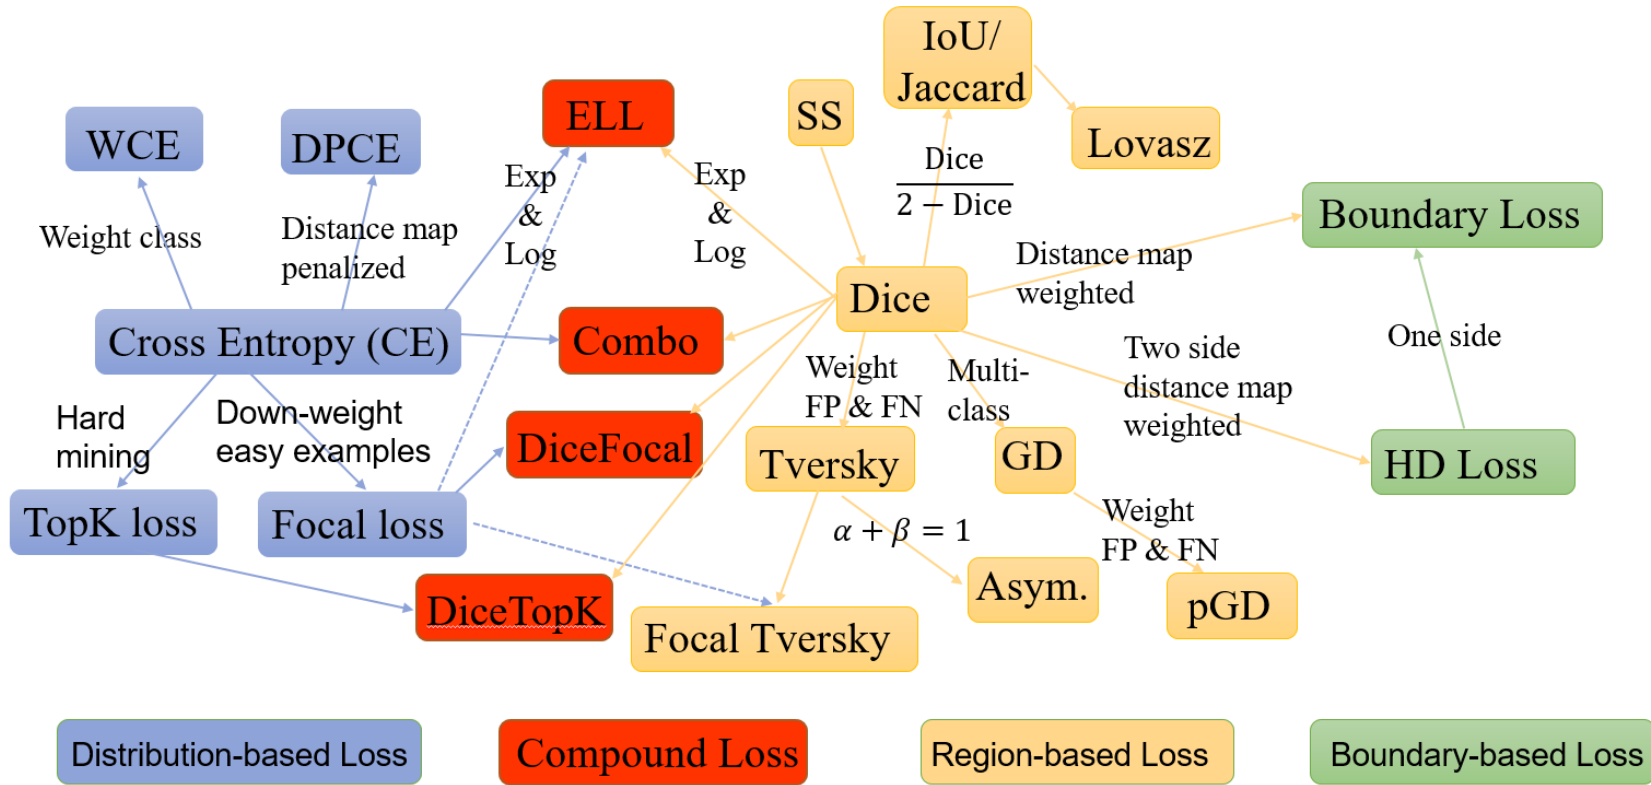 IoU/
Jaccard
ELL
SS
WCE
DPCE
Lovasz
Dice
2 − Dice
Exp
&
Log
Exp
&
Log
Weight class
Distance map
penalized
Boundary Loss
Distance map
weighted
Dice
Cross Entropy (CE)
Combo
One side
Two side
distance map
weighted
Weight
FP & FN
Multi-
class
Hard
mining
Down-weight
easy examples
DiceFocal
Tversky
GD
HD Loss
TopK loss
Focal loss
α + β = 1
Weight
FP & FN
Asym.
DiceTopK
pGD
Focal Tversky
Distribution-based Loss
Compound Loss
Region-based Loss
Boundary-based Loss